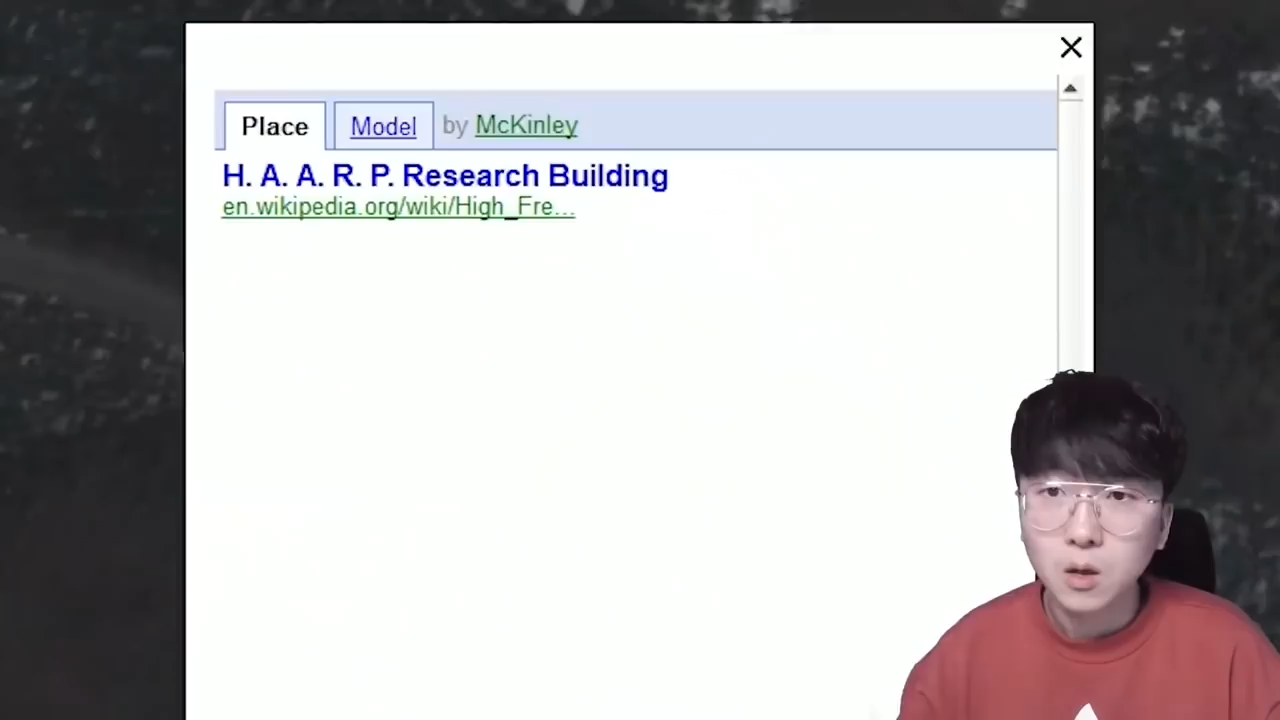 Place Model by McKinley
H. A. A. R. P. Research Building
en.wikipedia.org/wiki/High_Fre...